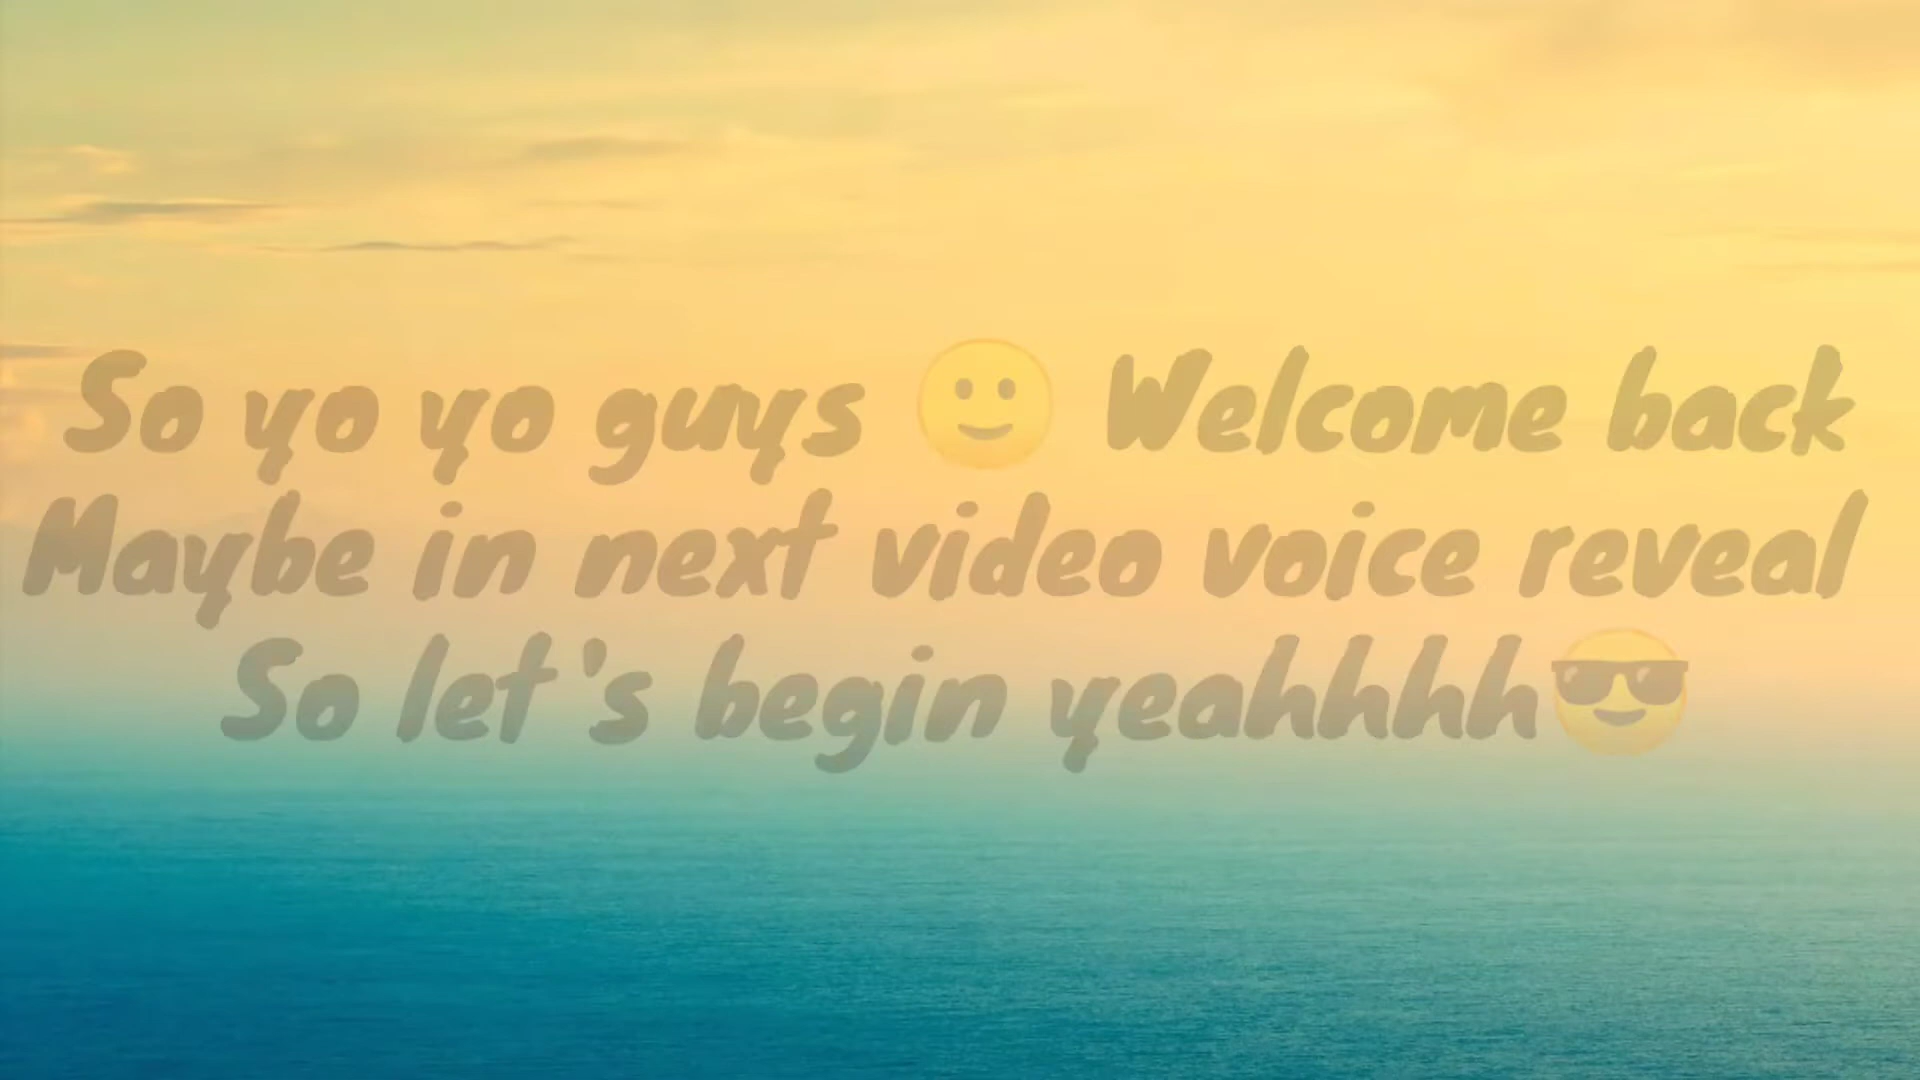 So yo yo guys 🙂 Welcome back
Maybe in next video voice reveal
So let's begin yeahhhh😎